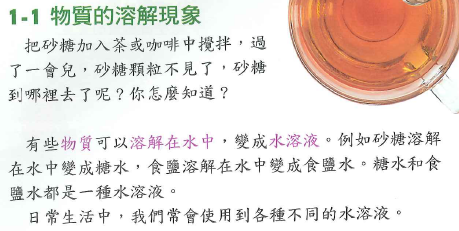 1-1 物質的溶解現象
把砂糖加入茶或咖啡中攪拌，過
了一會兒，砂糖顆粒不見了，砂糖
到哪裡去了呢？你怎麼知道？
有些物質可以溶解在水中，變成水溶液。例如砂糖溶解
在水中變成糖水，食鹽溶解在水中變成食鹽水。糖水和食
鹽水都是一種水溶液。
日常生活中，我們常會使用到各種不同的水溶液。